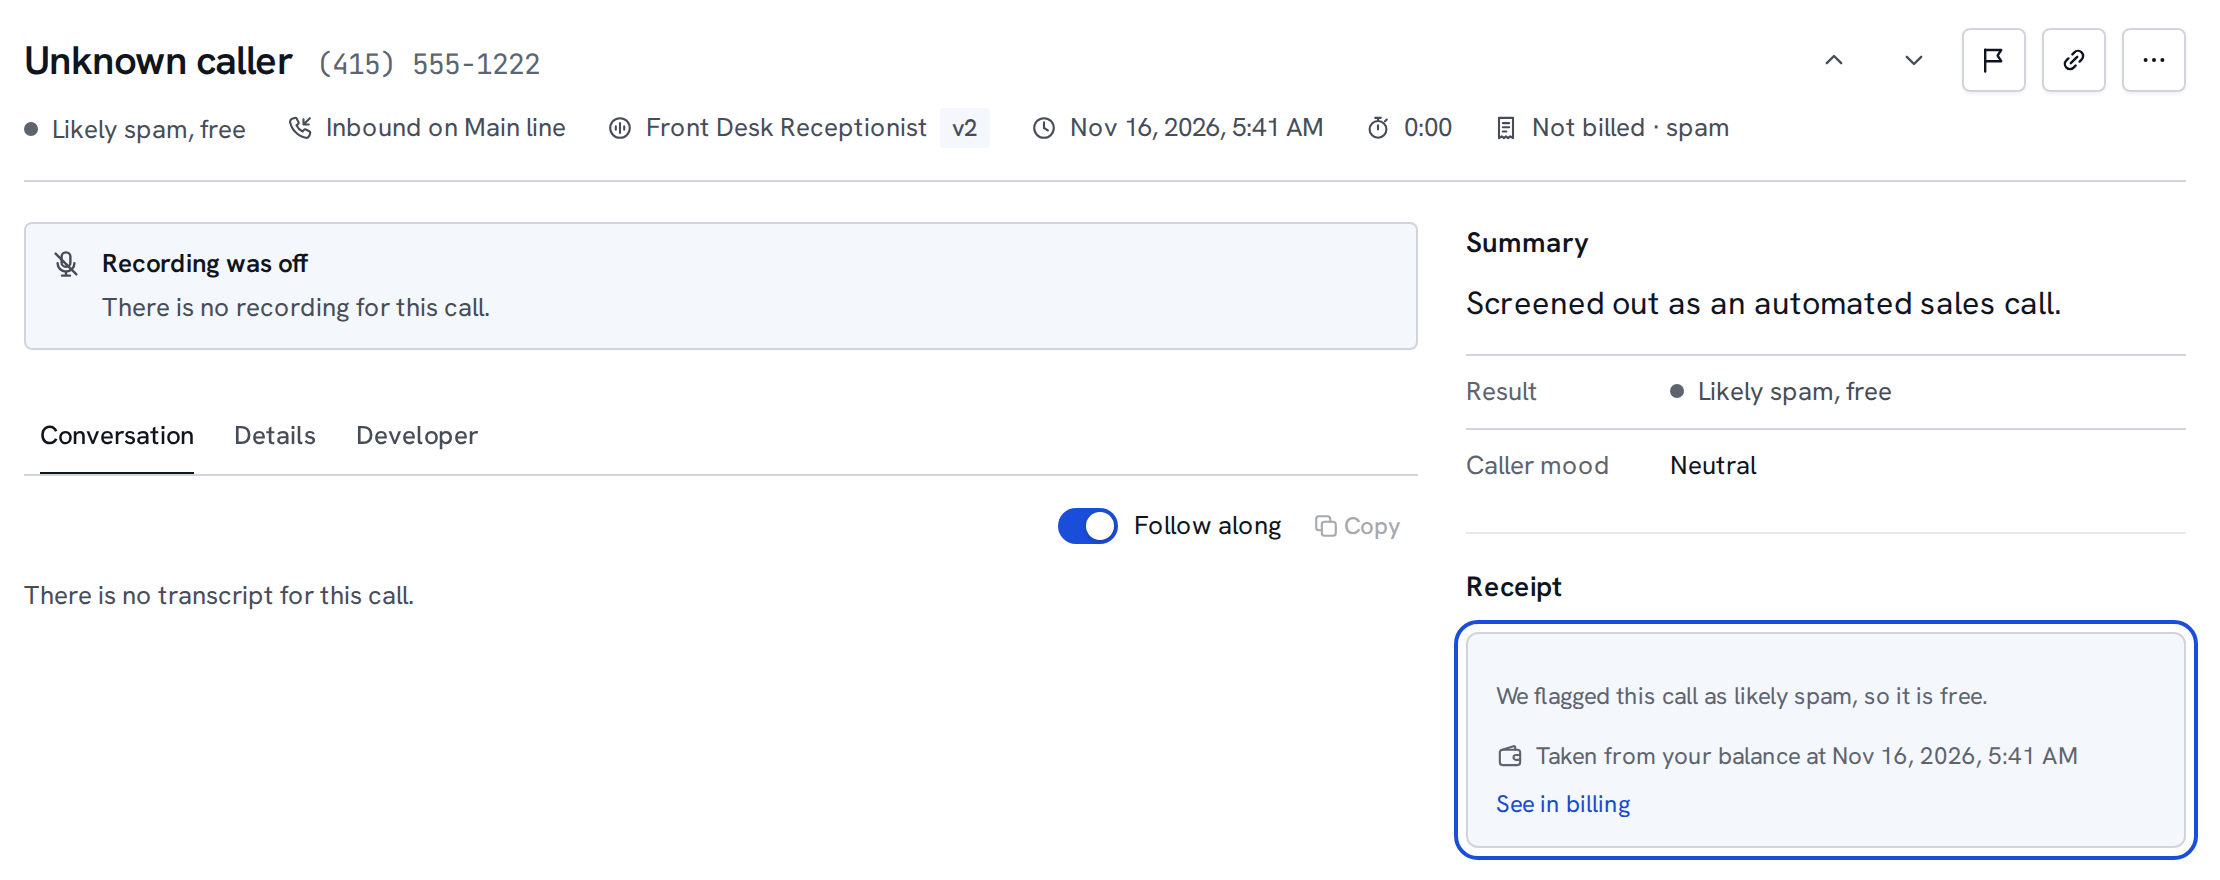 Unknown caller (415) 555-1222
Likely spam, free Inbound on Main line Front Desk Receptionist v2 Nov 16, 2026, 5:41 AM 0:00 Not billed · spam
Recording was off
There is no recording for this call.
Conversation Details Developer
Follow along Copy
There is no transcript for this call.
Summary
Screened out as an automated sales call.
Result Likely spam, free
Caller mood Neutral
Receipt
We flagged this call as likely spam, so it is free.
Taken from your balance at Nov 16, 2026, 5:41 AM
See in billing